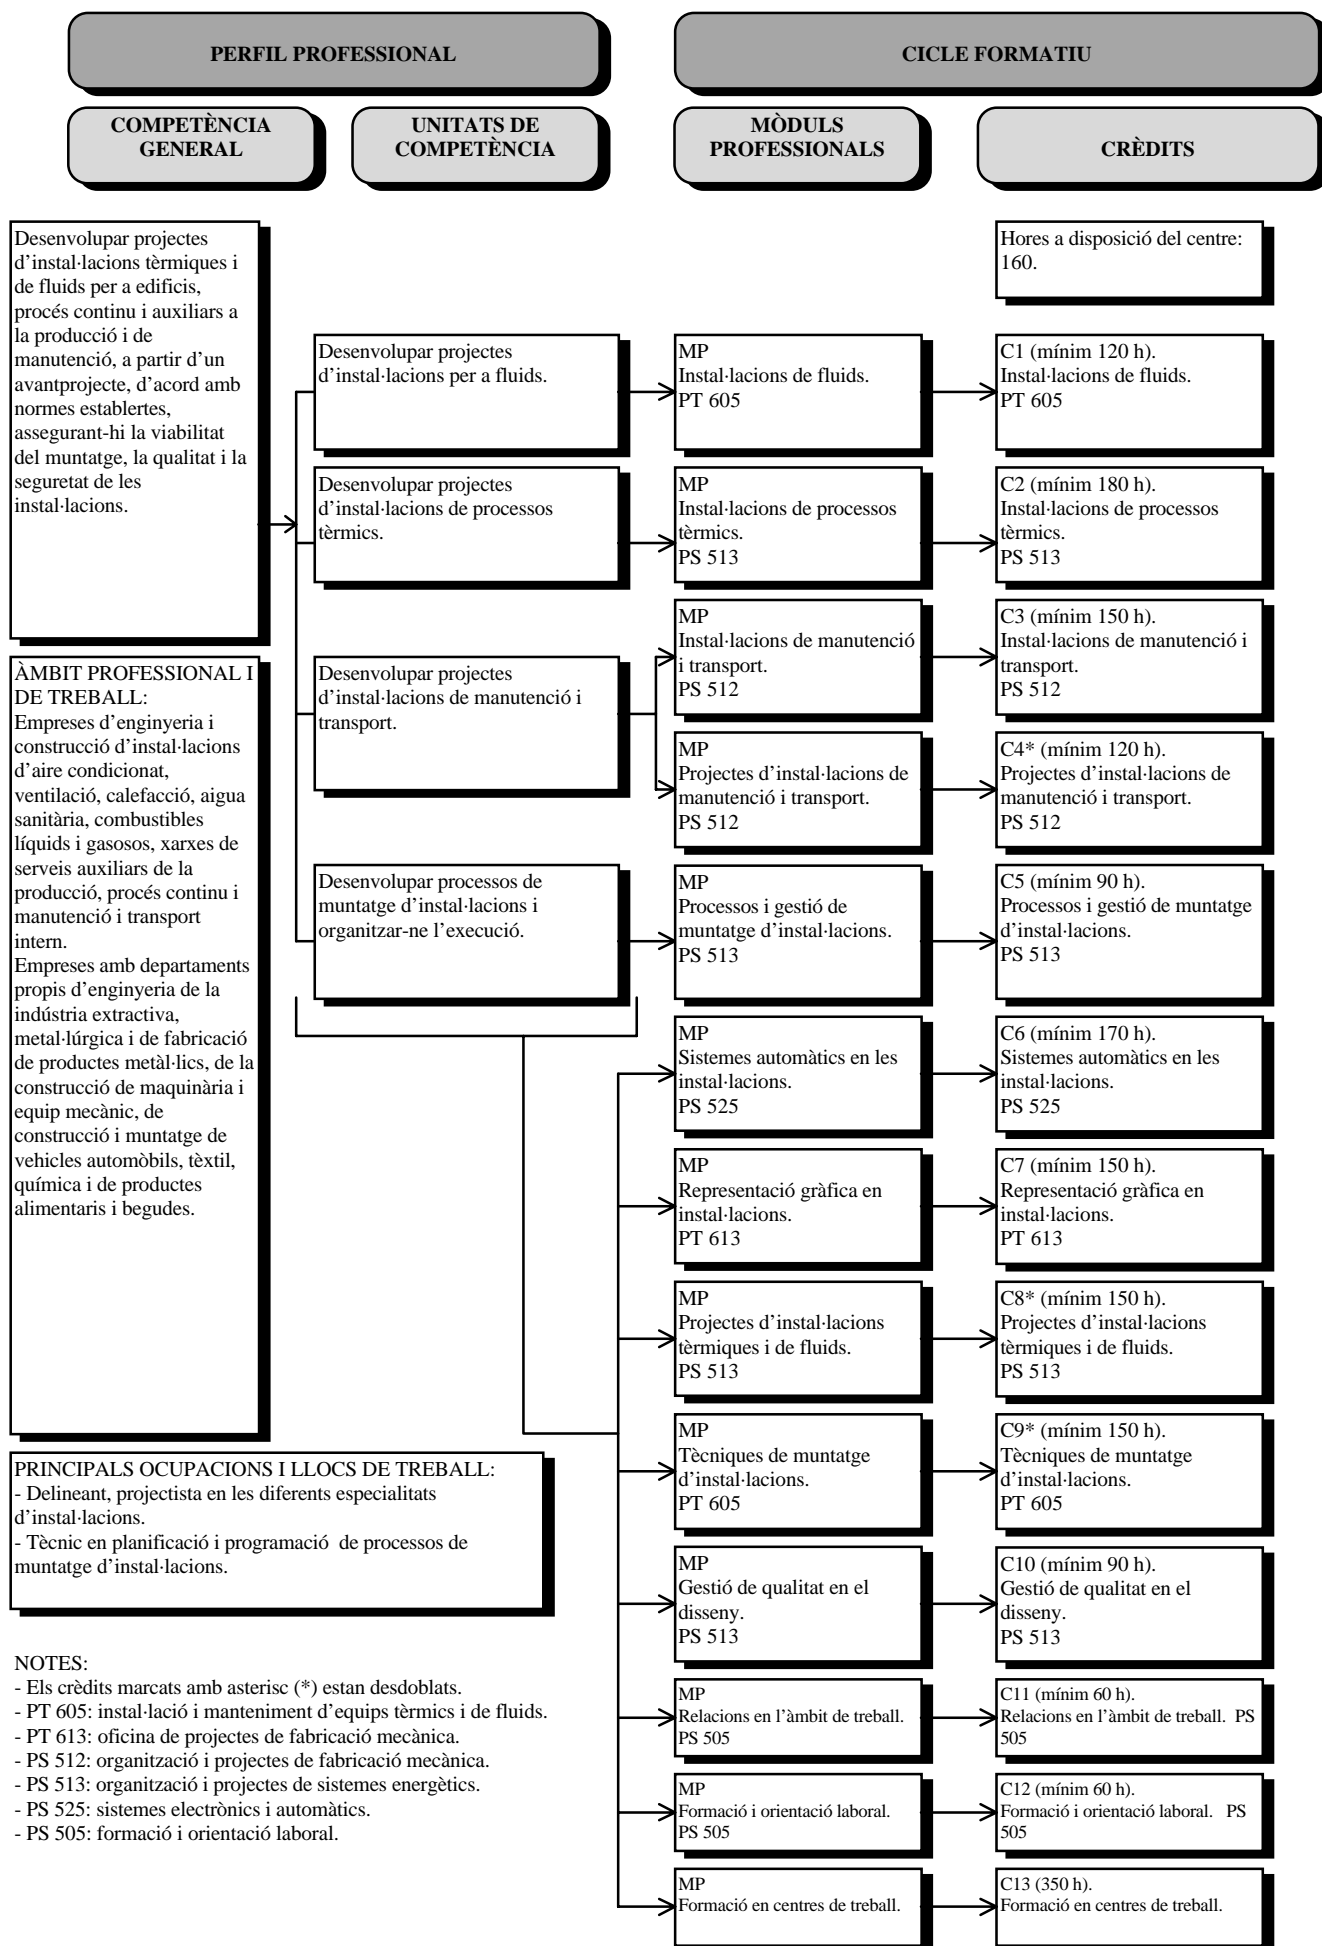 PERFIL PROFESSIONAL
CICLE FORMATIU
COMPETÈNCIA
GENERAL
UNITATS DE
COMPETÈNCIA
MÒDULS
PROFESSIONALS
CRÈDITS
Desenvolupar projectes
d’instal·lacions tèrmiques i
de fluids per a edificis,
procés continu i auxiliars a
la producció i de
manutenció, a partir d’un
avantprojecte, d’acord amb
normes establertes,
assegurant-hi la viabilitat
del muntatge, la qualitat i la
seguretat de les
instal·lacions.
Hores a disposició del centre:
160.
Desenvolupar projectes
d’instal·lacions per a fluids.
MP
Instal·lacions de fluids.
PT 605
C1 (mínim 120 h).
Instal·lacions de fluids.
PT 605
Desenvolupar projectes
d’instal·lacions de processos
tèrmics.
MP
Instal·lacions de processos
tèrmics.
PS 513
C2 (mínim 180 h).
Instal·lacions de processos
tèrmics.
PS 513
Desenvolupar projectes
d’instal·lacions de manutenció i
transport.
MP
Instal·lacions de manutenció
i transport.
PS 512
C3 (mínim 150 h).
Instal·lacions de manutenció i
transport.
PS 512
MP
Projectes d’instal·lacions de
manutenció i transport.
PS 512
C4* (mínim 120 h).
Projectes d’instal·lacions de
manutenció i transport.
PS 512
ÀMBIT PROFESSIONAL I
DE TREBALL:
Empreses d’enginyeria i
construcció d’instal·lacions
d’aire condicionat,
ventilació, calefacció, aigua
sanitària, combustibles
líquids i gasosos, xarxes de
serveis auxiliars de la
producció, procés continu i
manutenció i transport
intern.
Empreses amb departaments
propis d’enginyeria de la
indústria extractiva,
metal·lúrgica i de fabricació
de productes metàl·lics, de la
construcció de maquinària i
equip mecànic, de
construcció i muntatge de
vehicles automòbils, tèxtil,
química i de productes
alimentaris i begudes.
Desenvolupar processos de
muntatge d’instal·lacions i
organitzar-ne l’execució.
MP
Processos i gestió de
muntatge d’instal·lacions.
PS 513
C5 (mínim 90 h).
Processos i gestió de muntatge
d’instal·lacions.
PS 513
MP
Sistemes automàtics en les
instal·lacions.
PS 525
C6 (mínim 170 h).
Sistemes automàtics en les
instal·lacions.
PS 525
MP
Representació gràfica en
instal·lacions.
PT 613
C7 (mínim 150 h).
Representació gràfica en
instal·lacions.
PT 613
MP
Projectes d’instal·lacions
tèrmiques i de fluids.
PS 513
C8* (mínim 150 h).
Projectes d’instal·lacions
tèrmiques i de fluids.
PS 513
MP
Tècniques de muntatge
d’instal·lacions.
PT 605
C9* (mínim 150 h).
Tècniques de muntatge
d’instal·lacions.
PT 605
PRINCIPALS OCUPACIONS I LLOCS DE TREBALL:
- Delineant, projectista en les diferents especialitats
d’instal·lacions.
- Tècnic en planificació i programació de processos de
muntatge d’instal·lacions.
MP
Gestió de qualitat en el
disseny.
PS 513
C10 (mínim 90 h).
Gestió de qualitat en el
disseny.
PS 513
NOTES:
- Els crèdits marcats amb asterisc (*) estan desdoblats.
- PT 605: instal·lació i manteniment d’equips tèrmics i de fluids.
- PT 613: oficina de projectes de fabricació mecànica.
- PS 512: organització i projectes de fabricació mecànica.
- PS 513: organització i projectes de sistemes energètics.
- PS 525: sistemes electrònics i automàtics.
- PS 505: formació i orientació laboral.
MP
Relacions en l’àmbit de treball.
PS 505
C11 (mínim 60 h).
Relacions en l’àmbit de treball. PS
505
MP
Formació i orientació laboral.
PS 505
C12 (mínim 60 h).
Formació i orientació laboral. PS
505
MP
Formació en centres de treball.
C13 (350 h).
Formació en centres de treball.